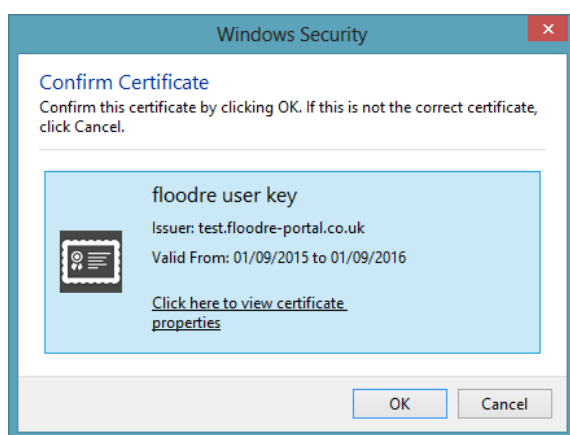 Windows Security
Confirm Certificate
Confirm this certificate by clicking OK. If this is not the correct certificate,
click Cancel.
floodre user key
Issuer: test.floodre-portal.co.uk
Valid From: 01/09/2015 to 01/09/2016
Click here to view certificate
properties
OK
Cancel